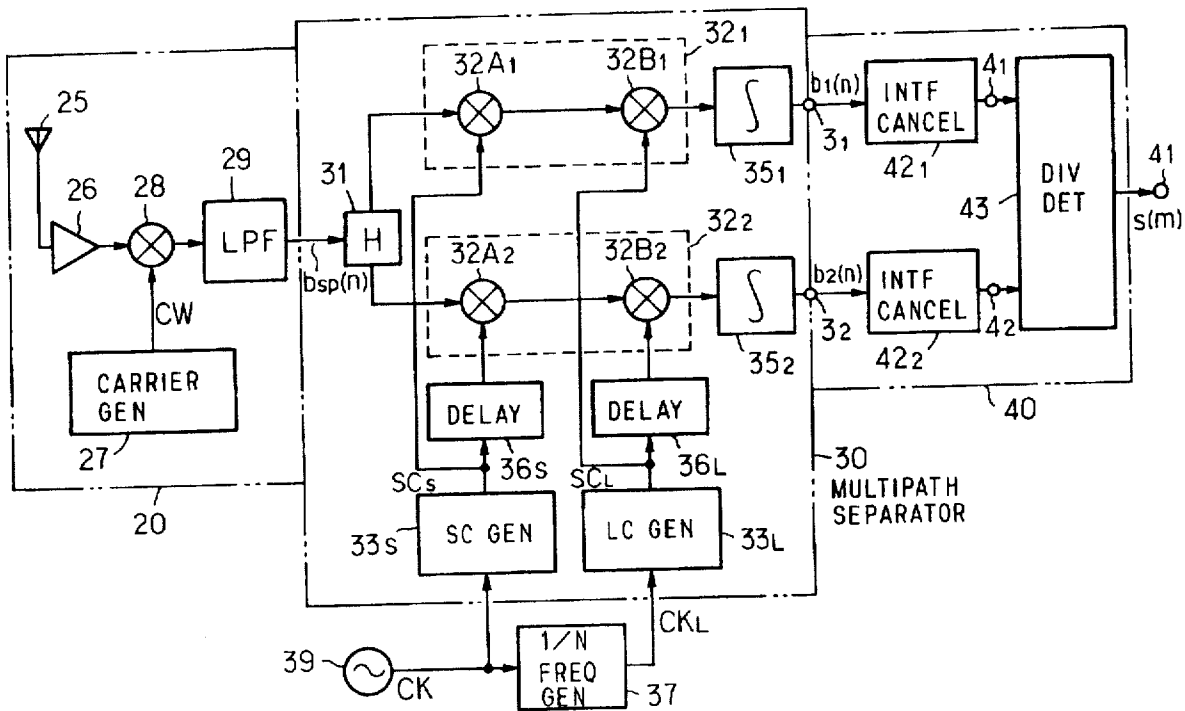 25
26
28
29
LPF
bsp(n)
CW
CARRIER
GEN
27
20
31
H
32A₁
32B₁
32₁
∫
35₁
b₁(n)
3₁
INTF
CANCEL
42₁
4₁
DIV
DET
43
41
s(m)
32A₂
32B₂
32₂
∫
35₂
b₂(n)
3₂
INTF
CANCEL
42₂
4₂
40
DELAY
36s
DELAY
36L
SCs
SCL
SC GEN
33s
LC GEN
33L
30
MULTIPATH
SEPARATOR
39
CK
1/N
FREQ
GEN
37
CKL